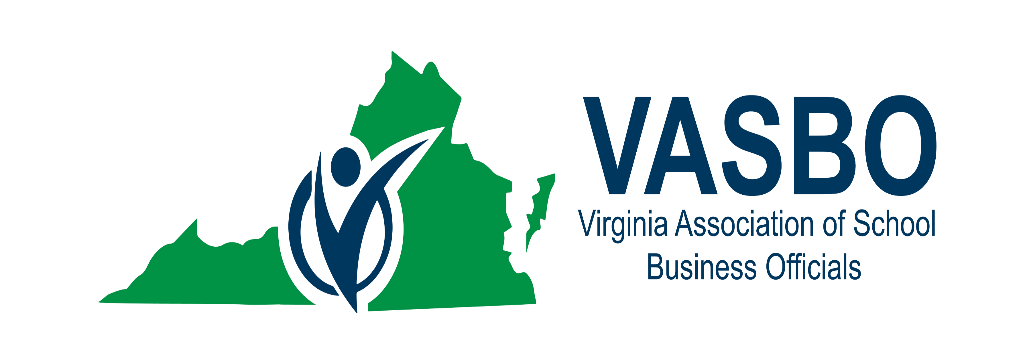 VASBO
Virginia Association of School
Business Officials